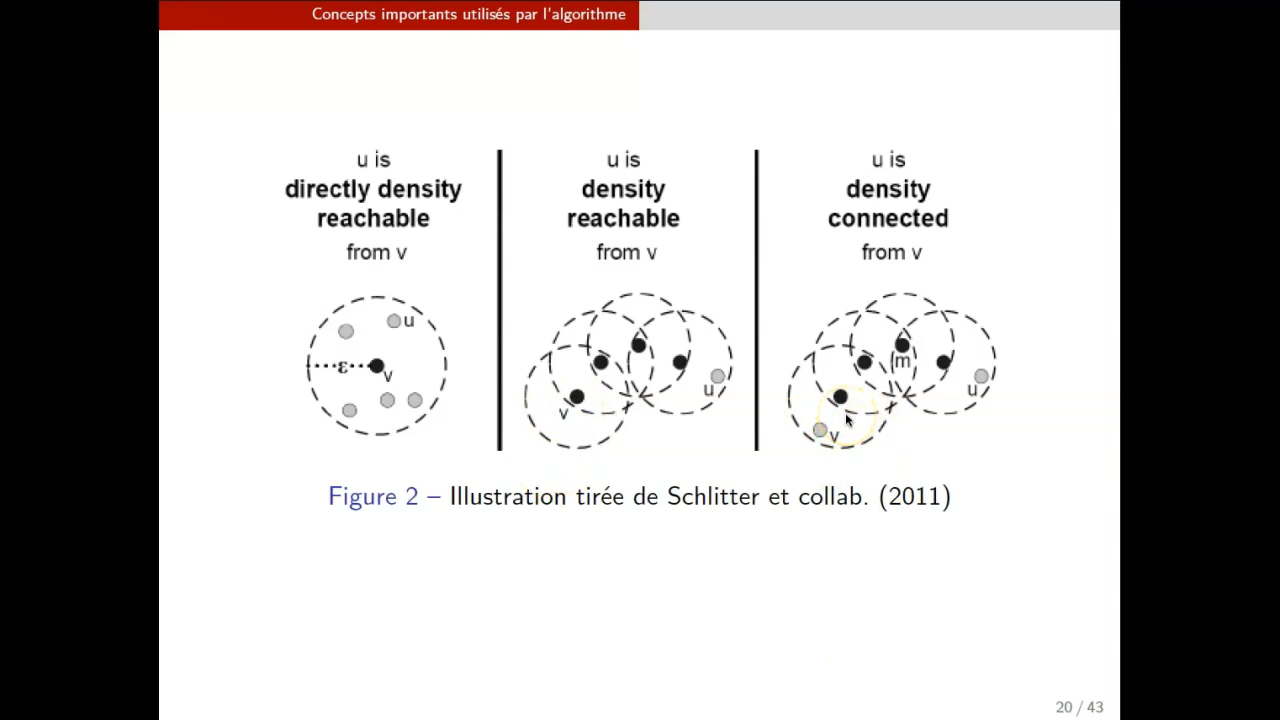 Concepts importants utilisés par l'algorithme
u is
directly density
reachable
from v
u
ε
v
u is
density
reachable
from v
v
u
u is
density
connected
from v
m
u
v
Figure 2 – Illustration tirée de Schlitter et collab. (2011)
20 / 43